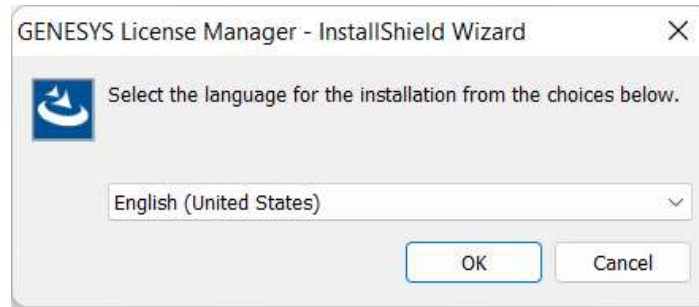 GENESYS License Manager - InstallShield Wizard
Select the language for the installation from the choices below.
English (United States)
OK Cancel